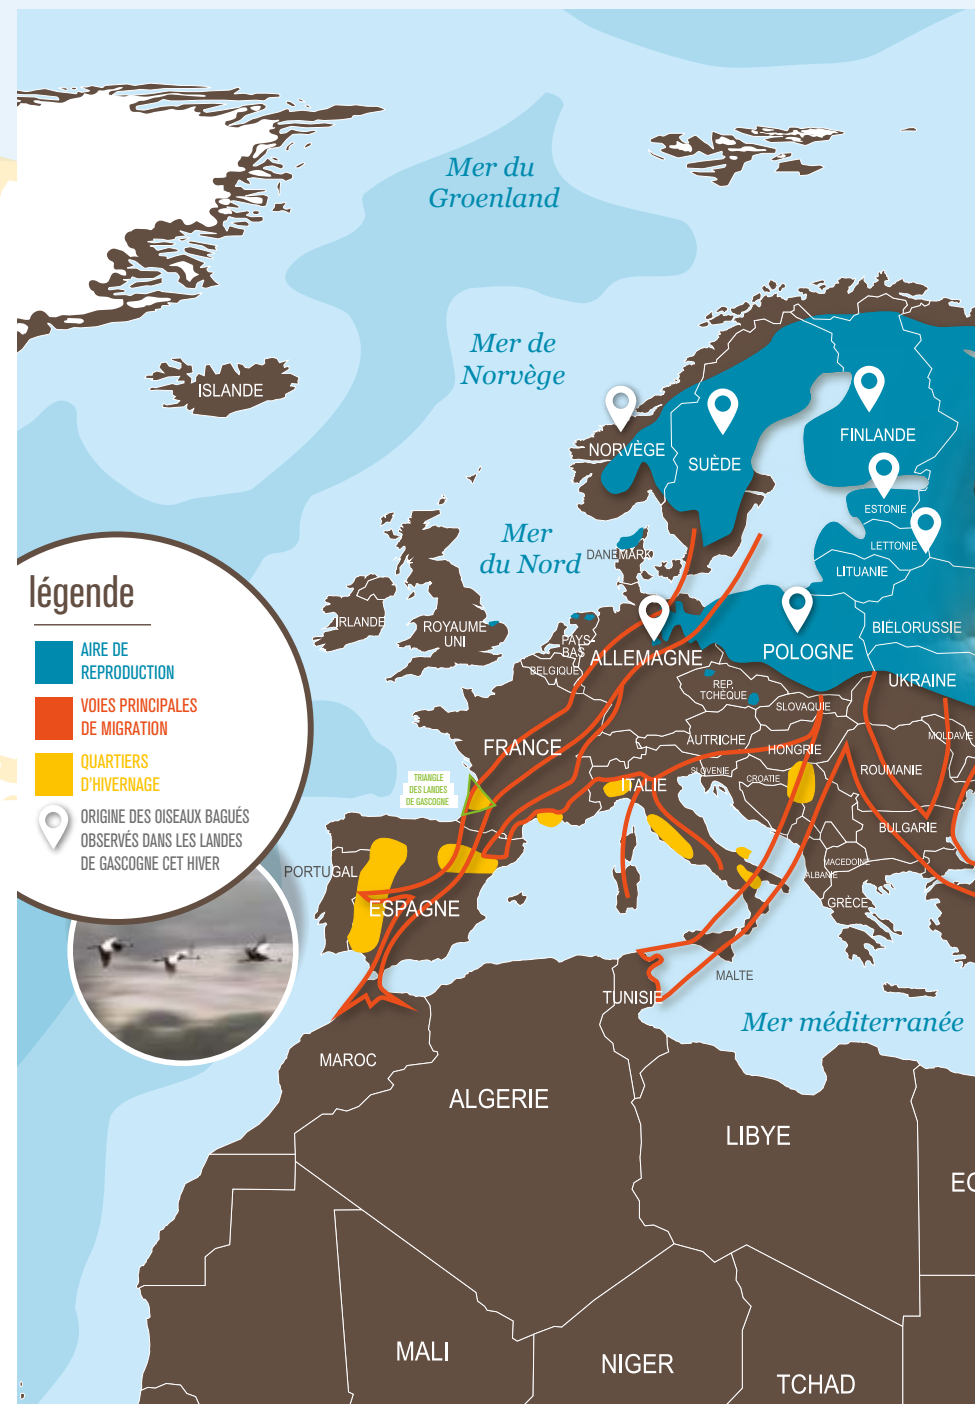 Mer du
Groenland
Mer de
Norvège
ISLANDE
NORVÈGE
SUÈDE
FINLANDE
ESTONIE
LETTONIE
LITUANIE
Mer
du Nord
DANEMARK
IRLANDE
ROYAUME
UNI
PAYS-
BAS
BELGIQUE
ALLEMAGNE
POLOGNE
BIÉLORUSSIE
UKRAINE
REP.
TCHÈQUE
SLOVAQUIE
MOLDAVIE
AUTRICHE
HONGRIE
FRANCE
SLOVENIE
CROATIE
ROUMANIE
ITALIE
BULGARIE
MACEDOINE
ALBANIE
GRÈCE
TRIANGLE
DES LANDES
DE GASCOGNE
PORTUGAL
ESPAGNE
MALTE
TUNISIE
Mer méditerranée
MAROC
ALGERIE
LIBYE
EG
MALI
NIGER
TCHAD
légende
AIRE DE
REPRODUCTION
VOIES PRINCIPALES
DE MIGRATION
QUARTIERS
D'HIVERNAGE
ORIGINE DES OISEAUX BAGUÉS
OBSERVÉS DANS LES LANDES
DE GASCOGNE CET HIVER